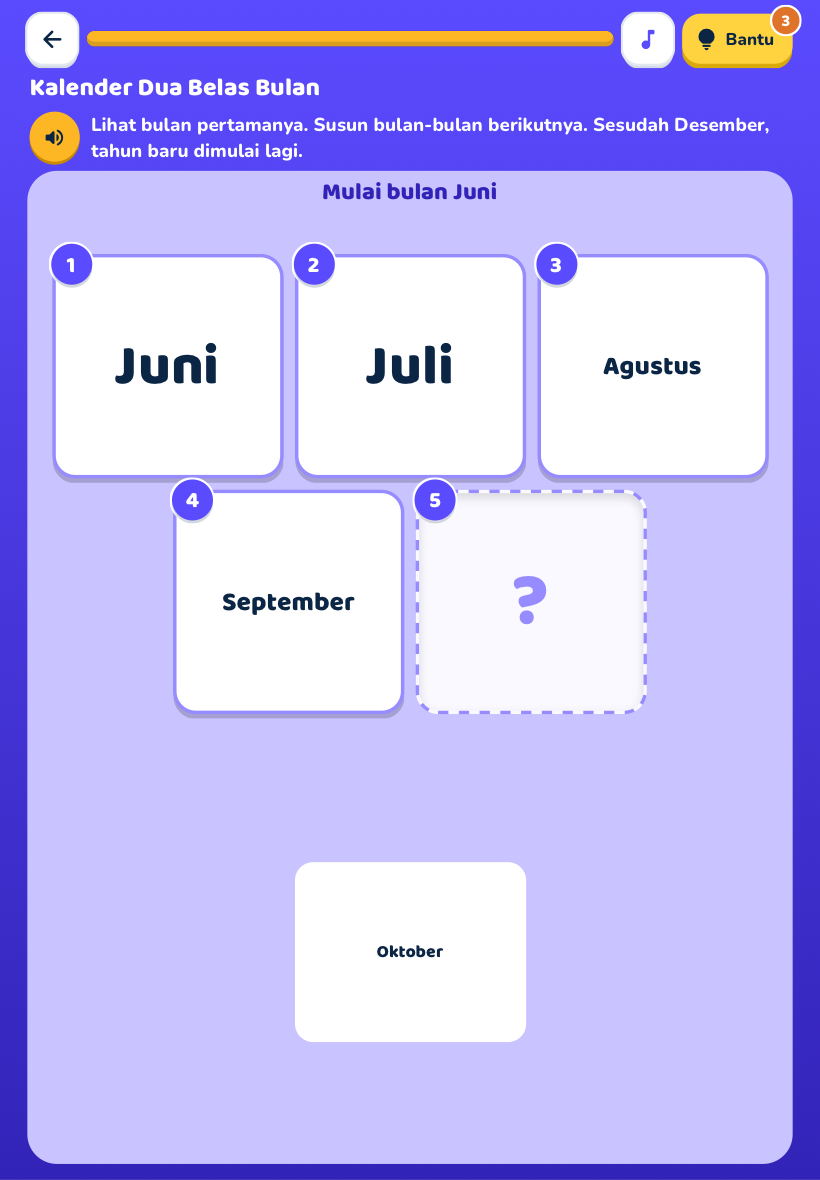 3
Bantu
Kalender Dua Belas Bulan
Lihat bulan pertamanya. Susun bulan-bulan berikutnya. Sesudah Desember,
tahun baru dimulai lagi.
Mulai bulan Juni
1
2
3
Juni
Juli
Agustus
4
5
September
?
Oktober